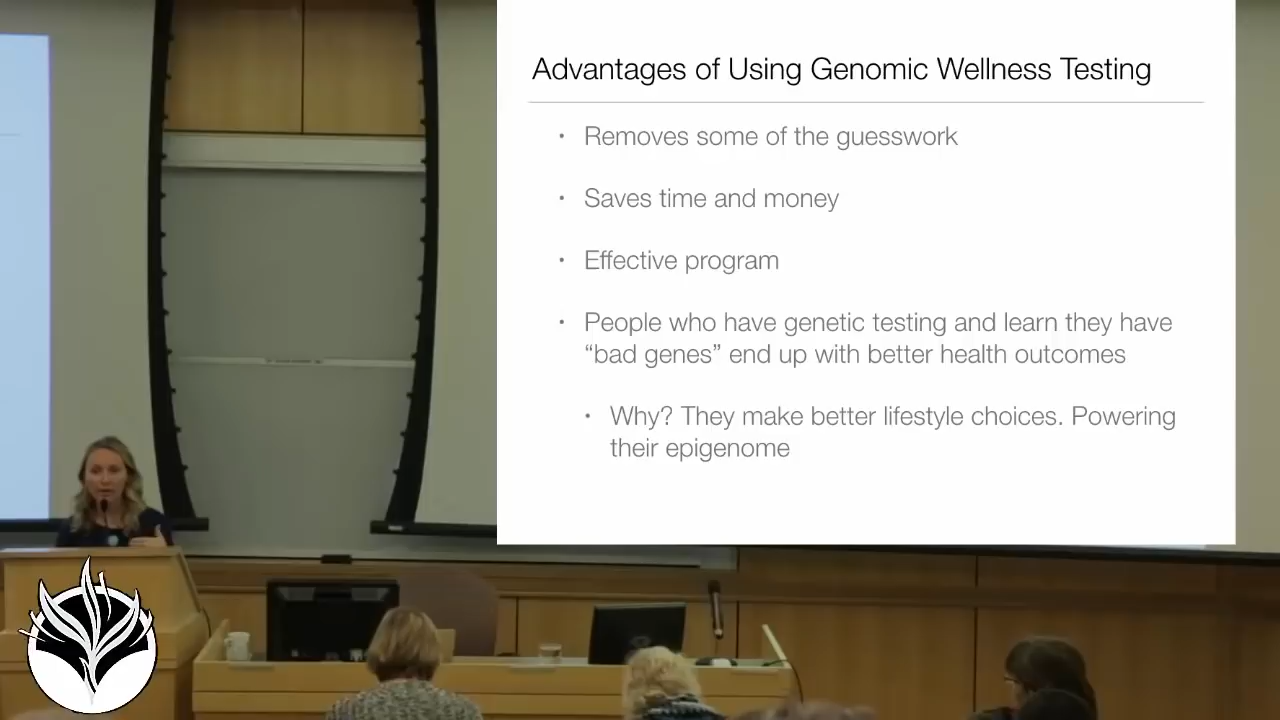 Advantages of Using Genomic Wellness Testing
• Removes some of the guesswork
• Saves time and money
• Effective program
• People who have genetic testing and learn they have
“bad genes” end up with better health outcomes
• Why? They make better lifestyle choices. Powering
their epigenome